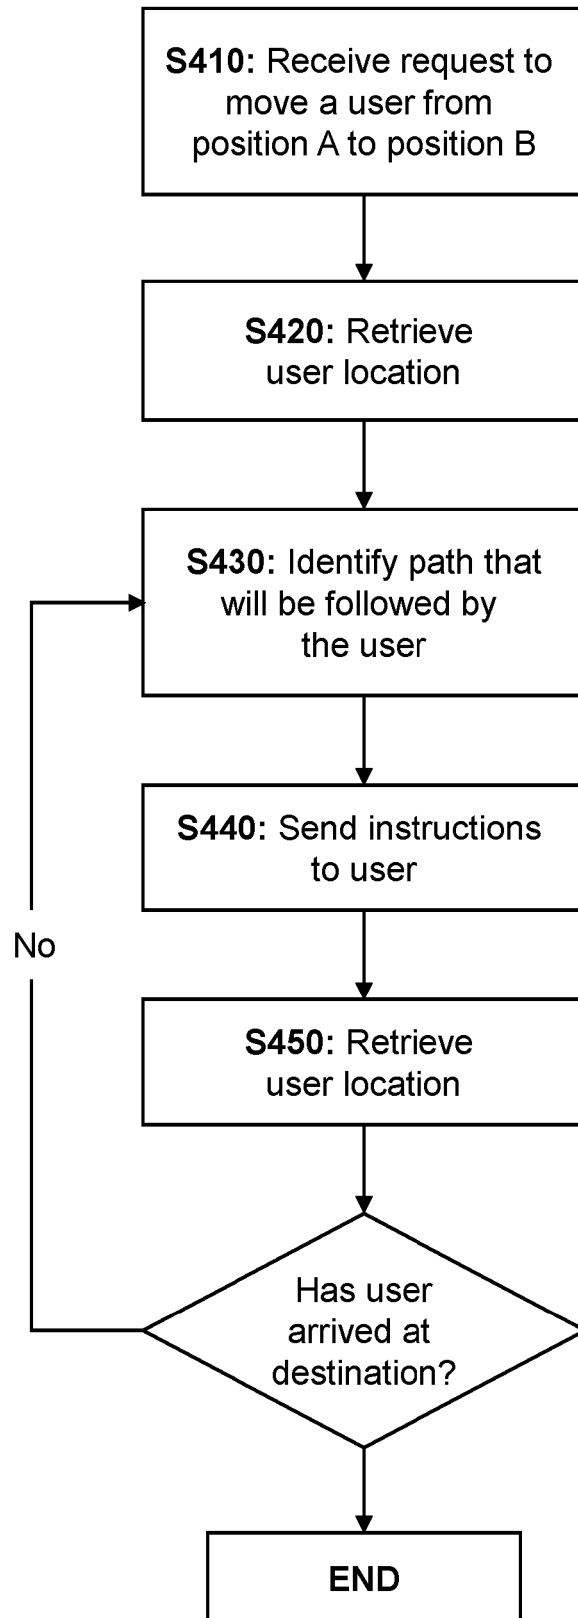 S410: Receive request to
move a user from
position A to position B
S420: Retrieve
user location
S430: Identify path that
will be followed by
the user
S440: Send instructions
to user
No
S450: Retrieve
user location
Has user
arrived at
destination?
END